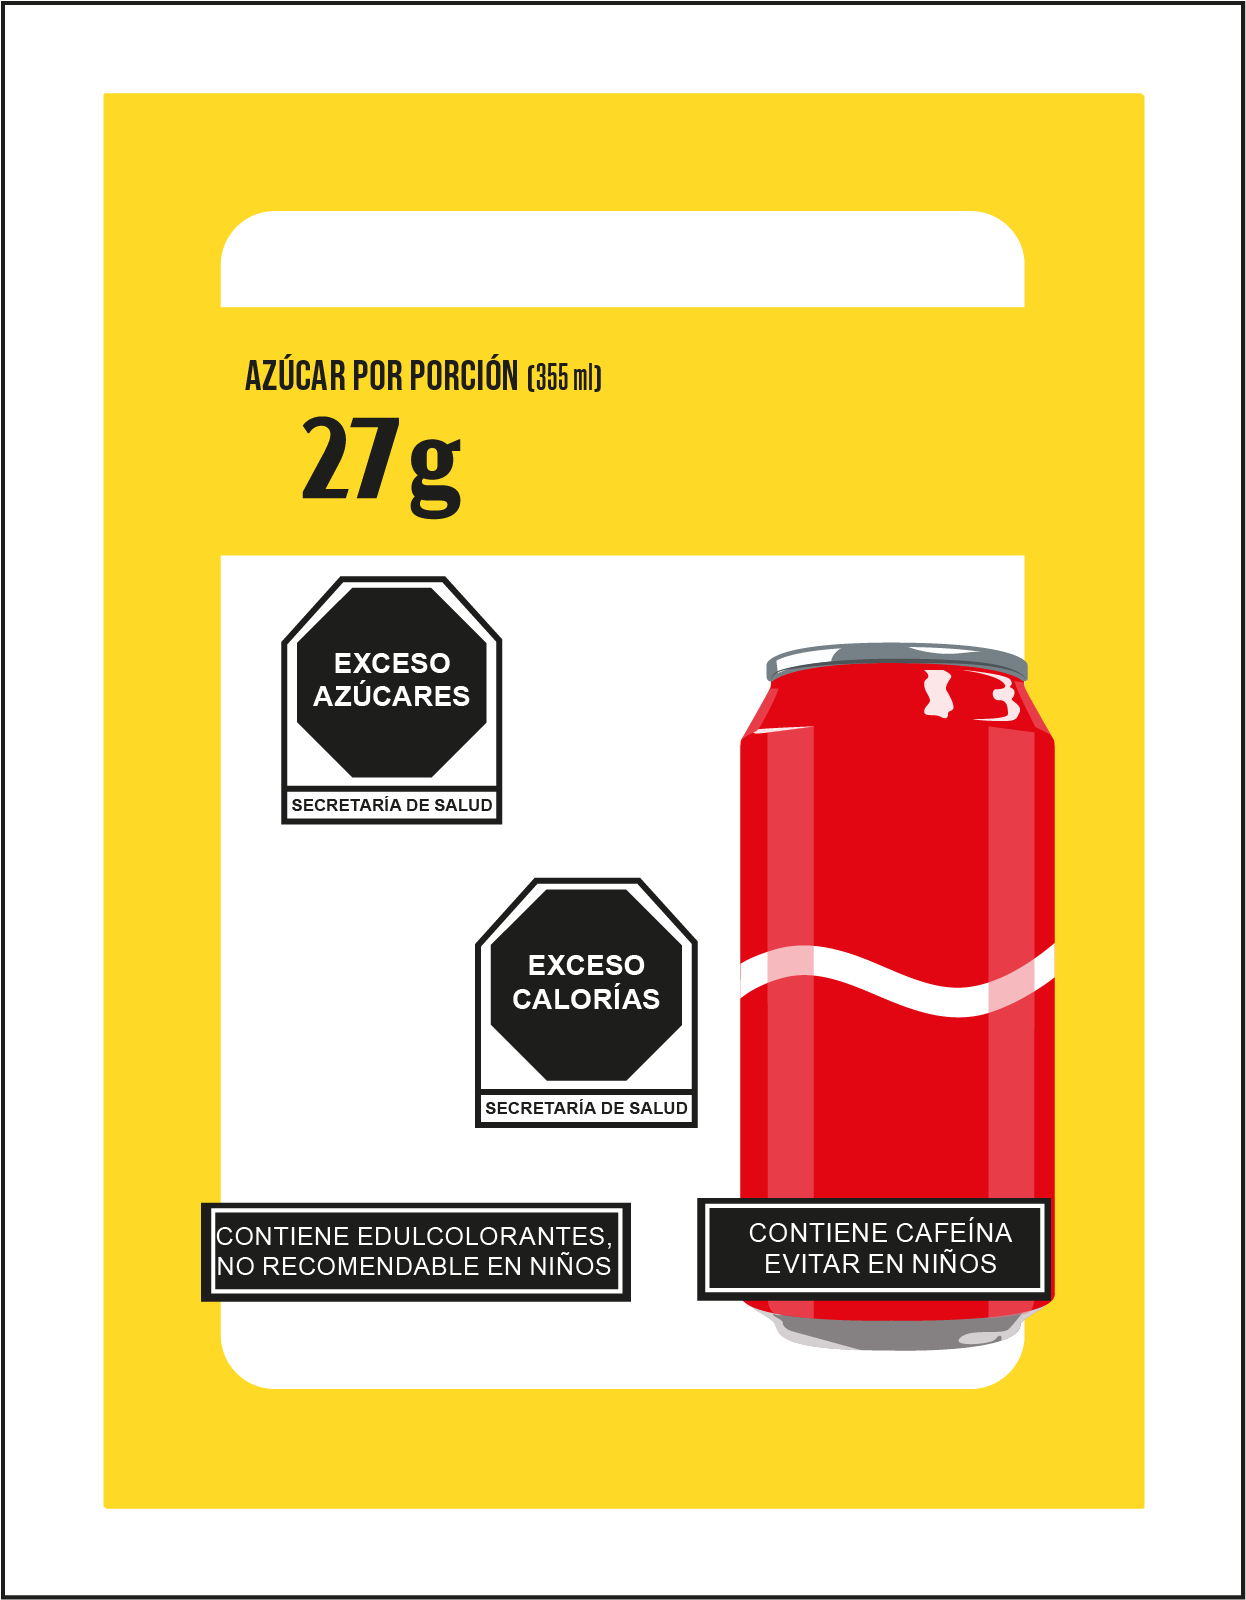 AZÚCAR POR PORCIÓN (355 ml)
27g
EXCESO
AZÚCARES
SECRETARÍA DE SALUD
EXCESO
CALORÍAS
SECRETARÍA DE SALUD
CONTIENE EDULCOLORANTES,
NO RECOMENDABLE EN NIÑOS
CONTIENE CAFEÍNA
EVITAR EN NIÑOS